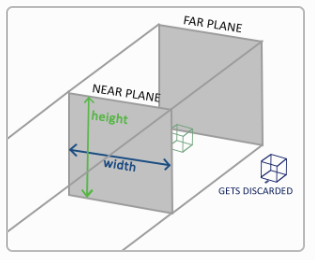 FAR PLANE
NEAR PLANE
height
width
GETS DISCARDED